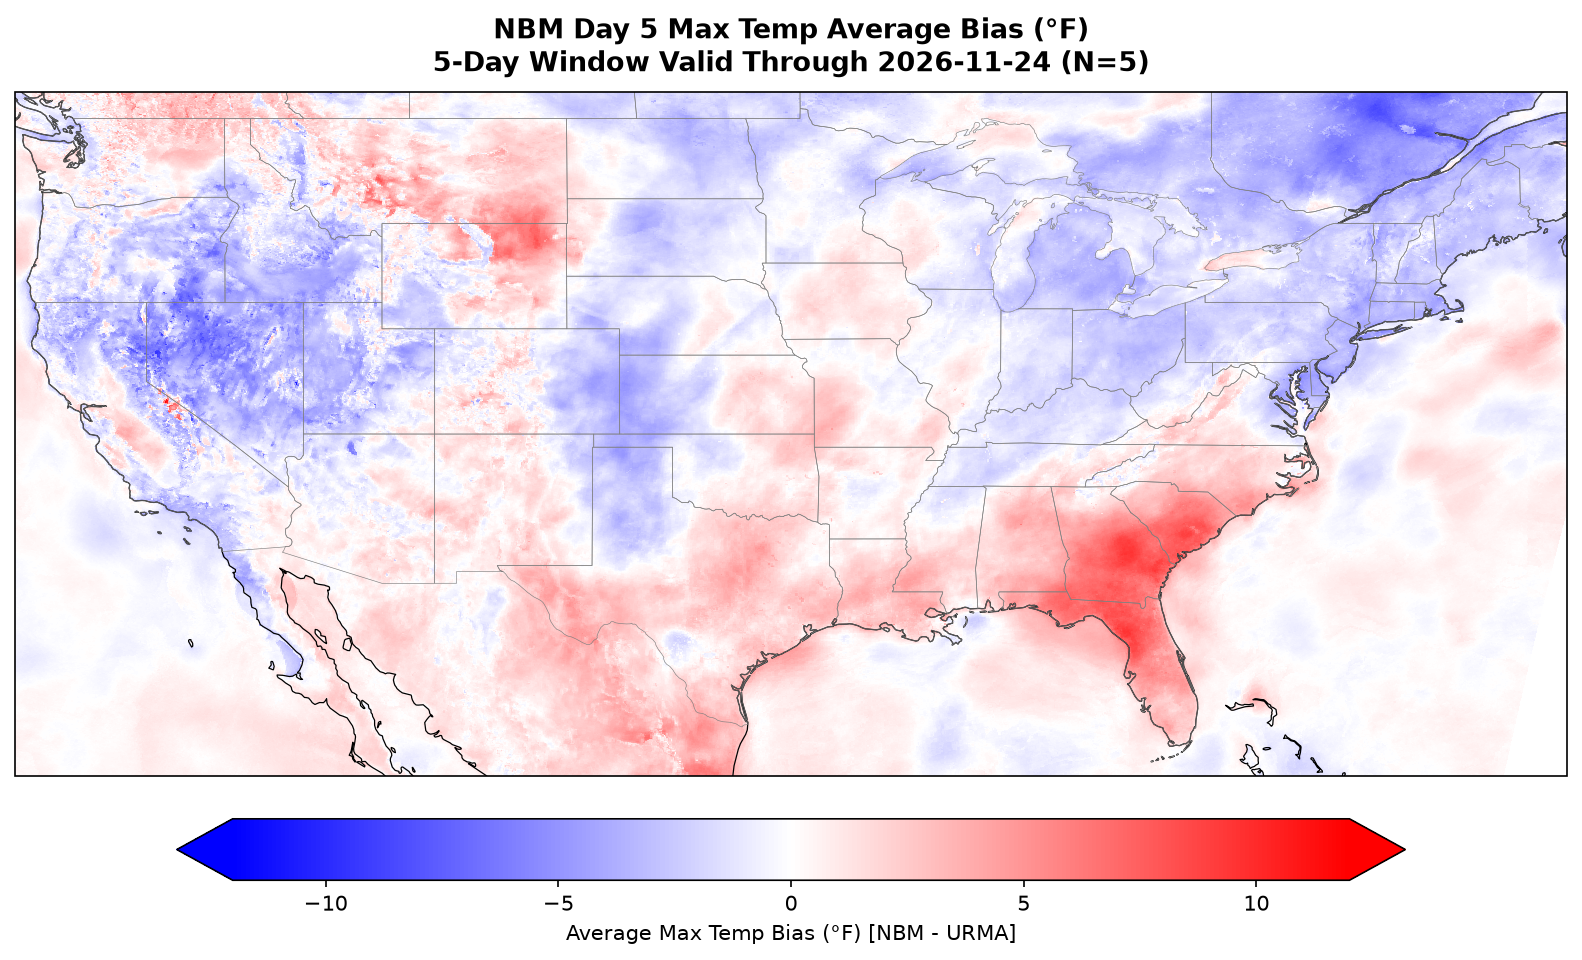 NBM Day 5 Max Temp Average Bias (°F)
5-Day Window Valid Through 2026-11-24 (N=5)
−10 −5 0 5 10
Average Max Temp Bias (°F) [NBM - URMA]